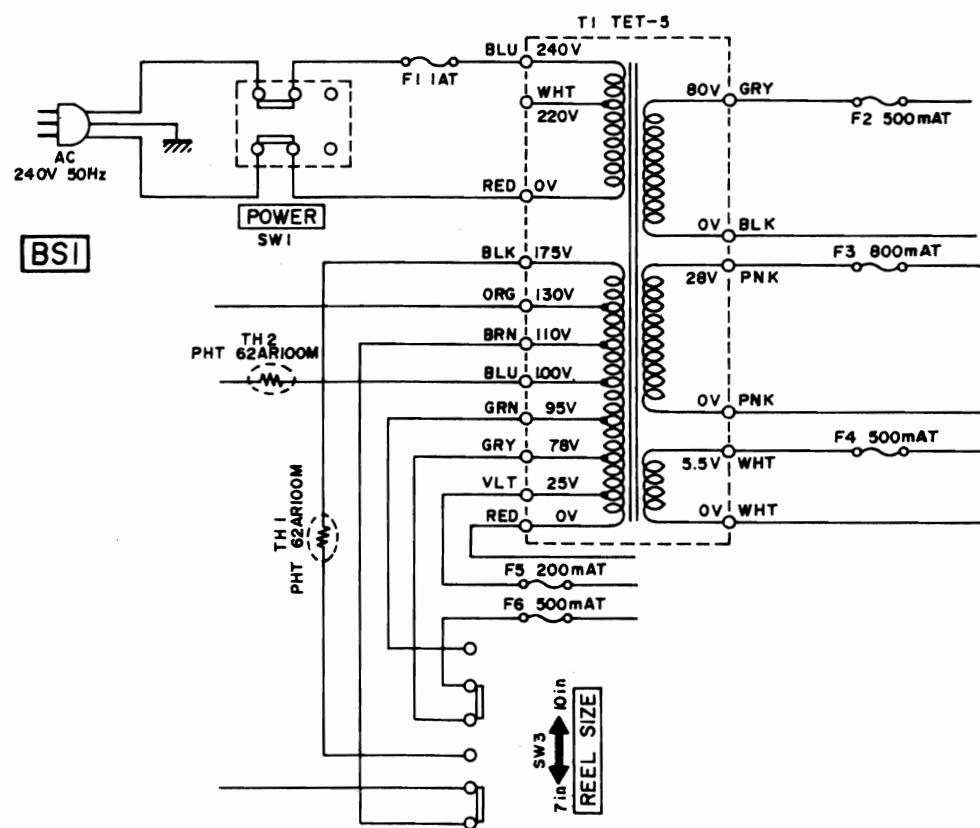 T1 TET-5
BLU 240V
F1 1AT
WHT
220V
80V GRY
F2 500mAT
AC
240V 50Hz
RED 0V
POWER
SW1
0V BLK
BS1
BLK 175V
F3 800mAT
28V PNK
ORG 130V
TH2
PHT 62AR100M
BRN 110V
BLU 100V
GRN 95V
0V PNK
GRY 78V
F4 500mAT
5.5V WHT
VLT 25V
RED 0V
0V WHT
TH1
PHT 62AR100M
F5 200mAT
F6 500mAT
SW3
7in 10in
REEL SIZE